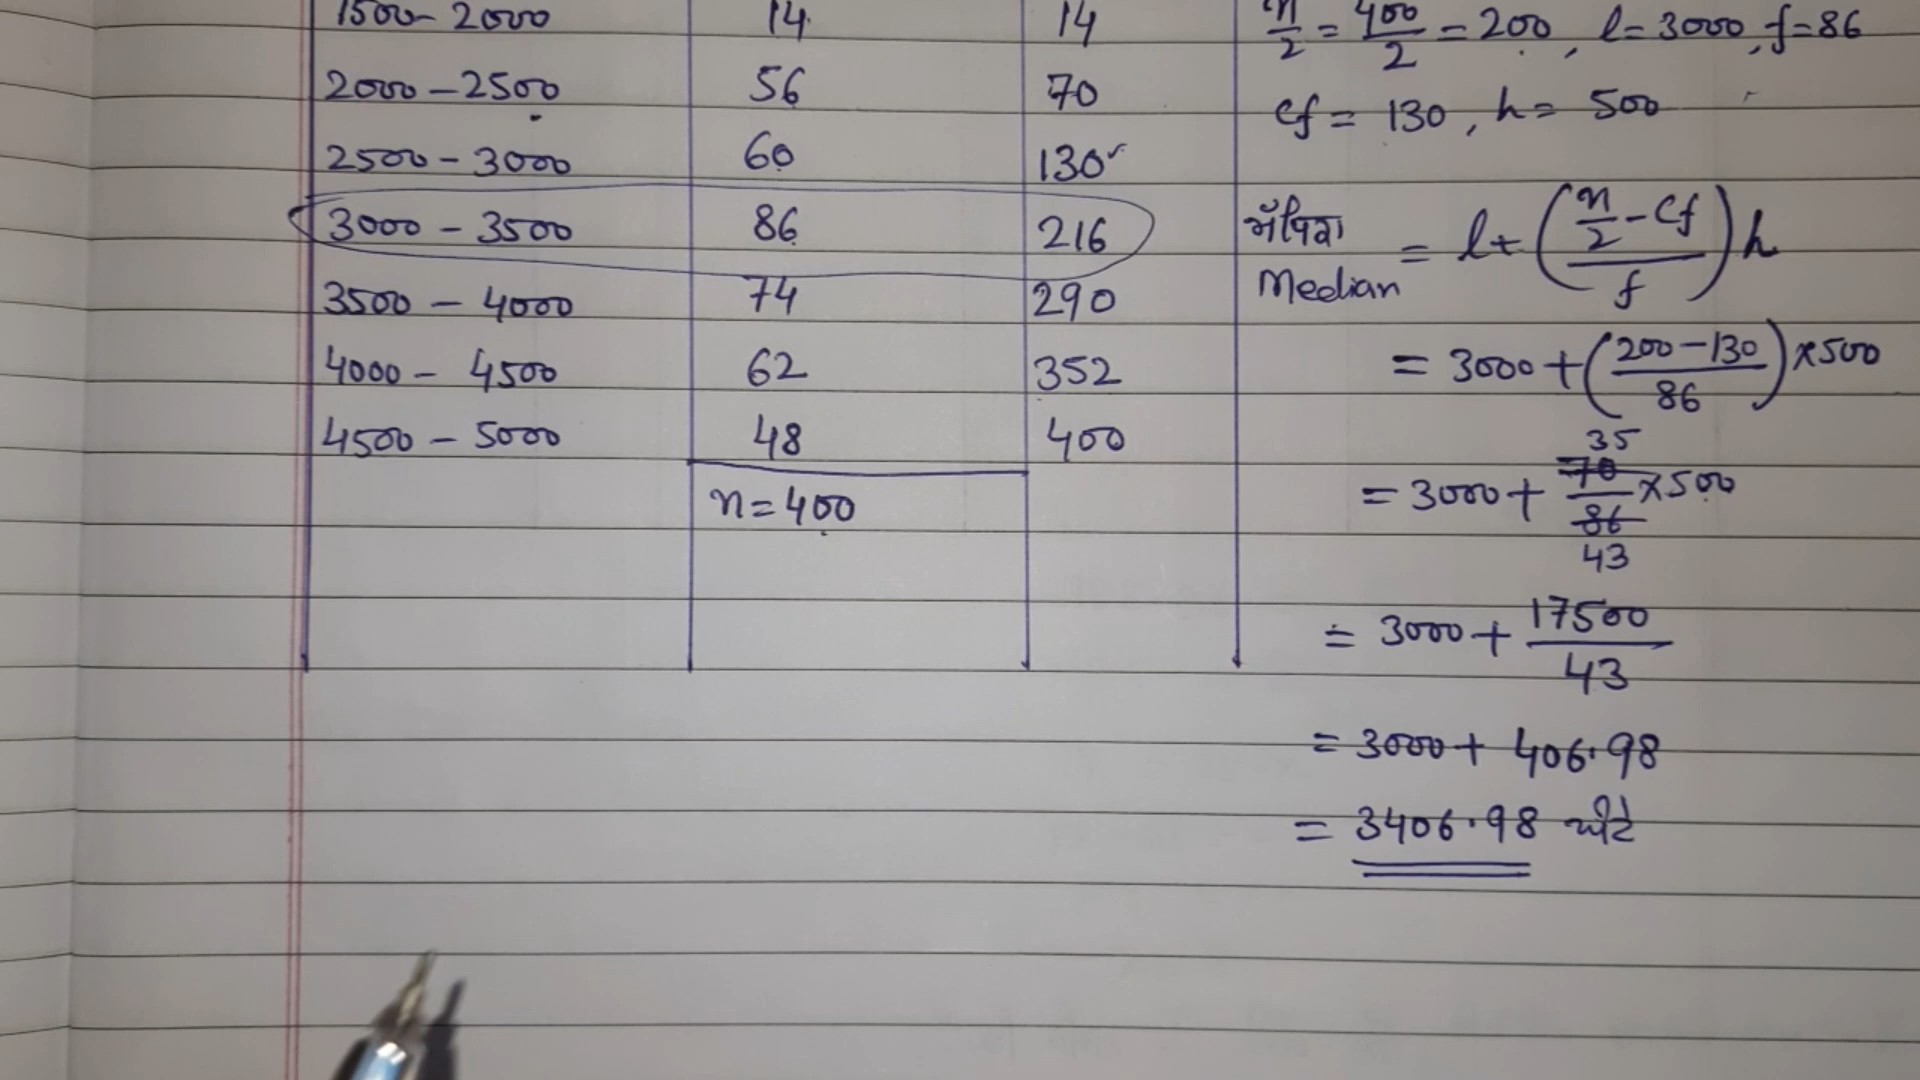 1500-2000 14 14
2000-2500 56 70
2500-3000 60 130
3000-3500 86 216
3500-4000 74 290
4000-4500 62 352
4500-5000 48 400
n=400
n/2 = 400/2 = 200, l=3000, f=86
cf = 130, h= 500
Median = l+((n/2-cf)/f)h
= 3000+((200-130)/86)×500
35
= 3000+ 70/86 ×500
43
= 3000+ 17500/43
= 3000+ 406.98
= 3406.98